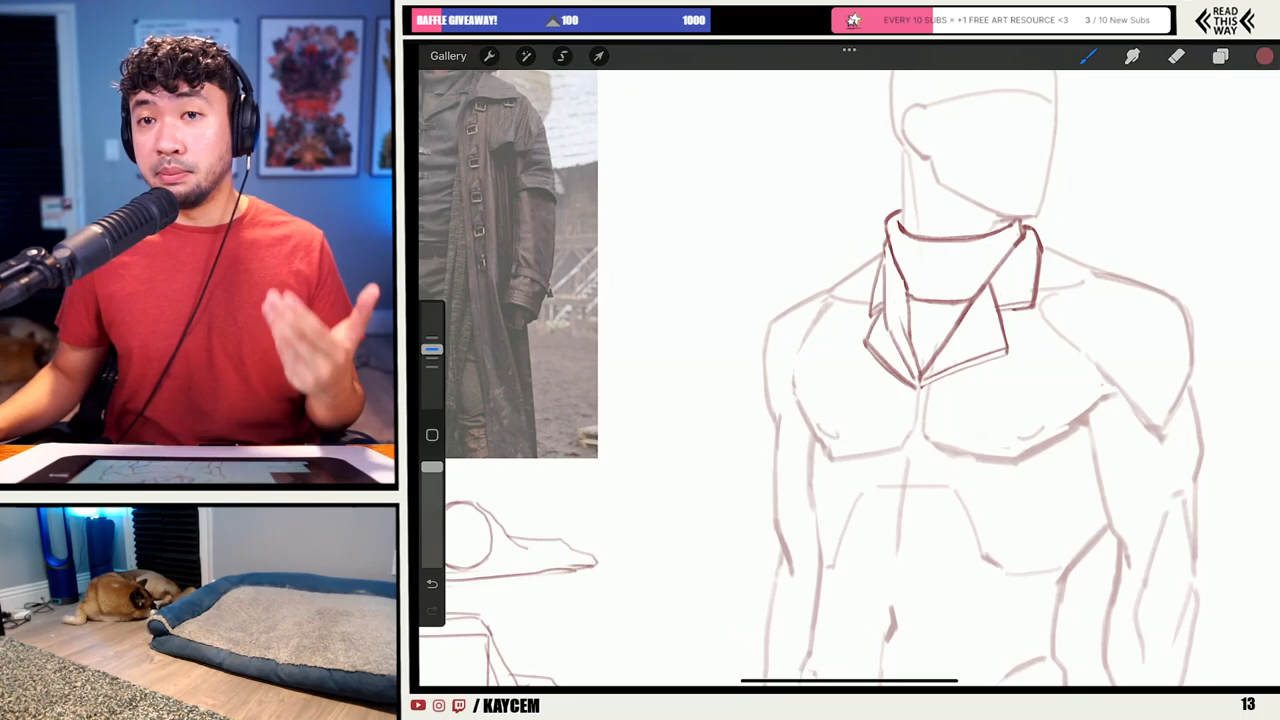 RAFFLE GIVEAWAY! 100 1000
EVERY 10 SUBS = +1 FREE ART RESOURCE <3 3 / 10 New Subs
READ
THIS
WAY
Gallery
/ KAYCEM
13